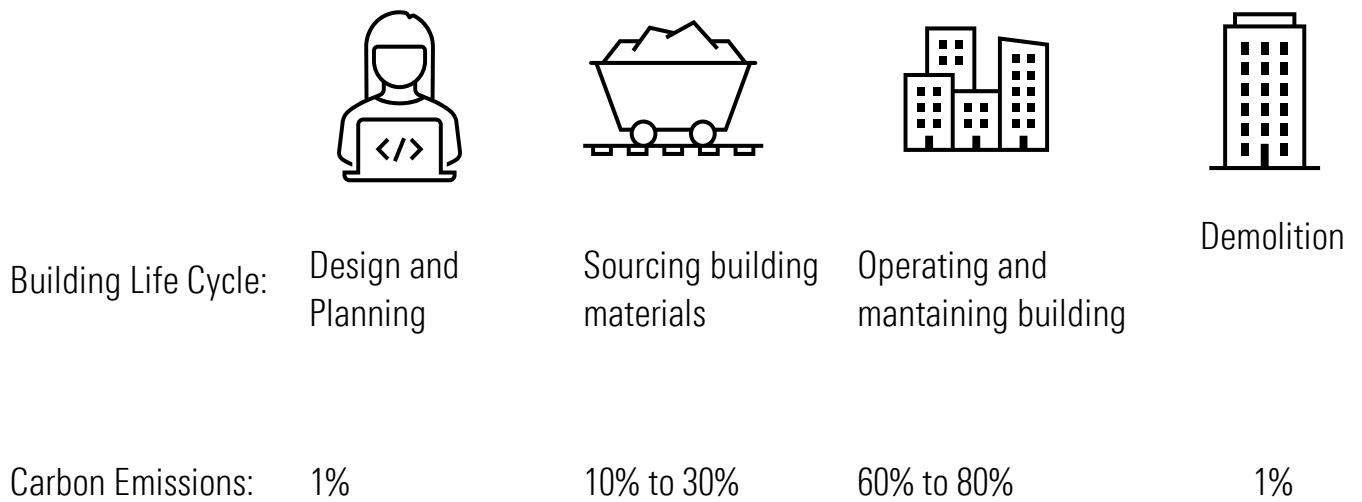 </>
Building Life Cycle:
Design and
Planning
Sourcing building
materials
Operating and
mantaining building
Demolition
Carbon Emissions:
1%
10% to 30%
60% to 80%
1%